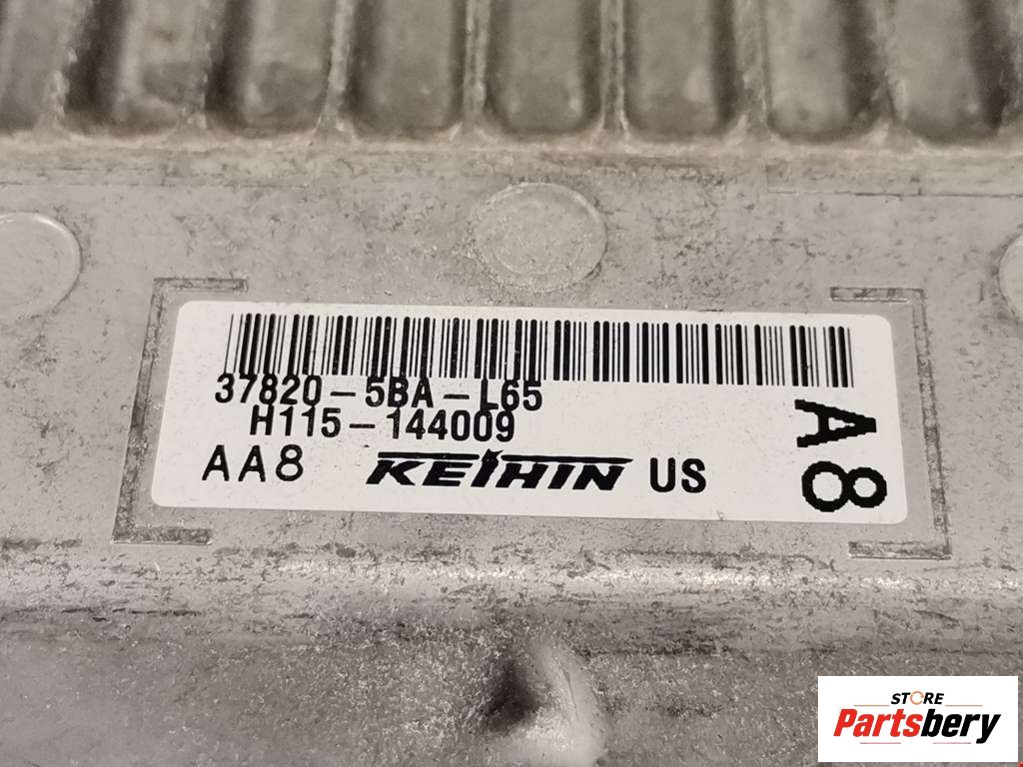 37820-5BA-L65
H115-144009
AA8 KEIHIN US
A8
STORE
Partsbery